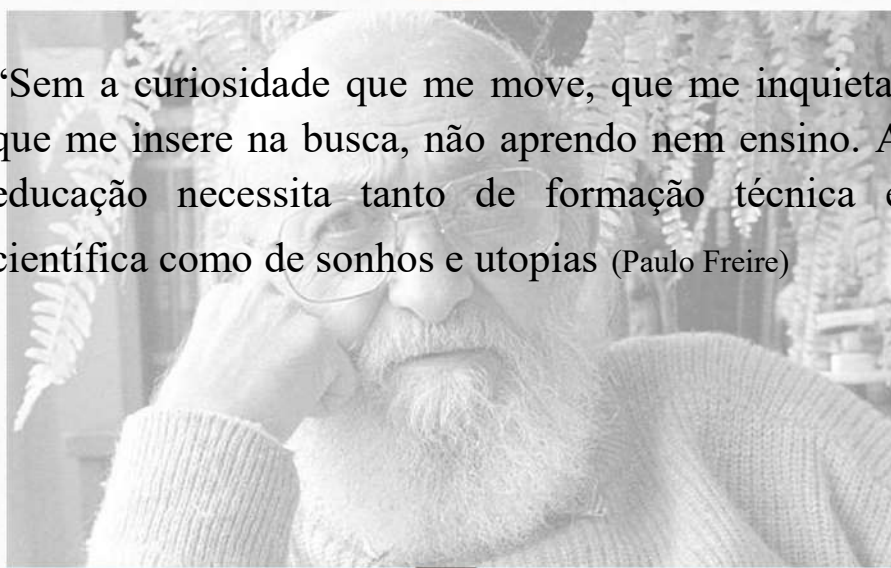 “Sem a curiosidade que me move, que me inquieta,
que me insere na busca, não aprendo nem ensino. A
educação necessita tanto de formação técnica e
científica como de sonhos e utopias (Paulo Freire)